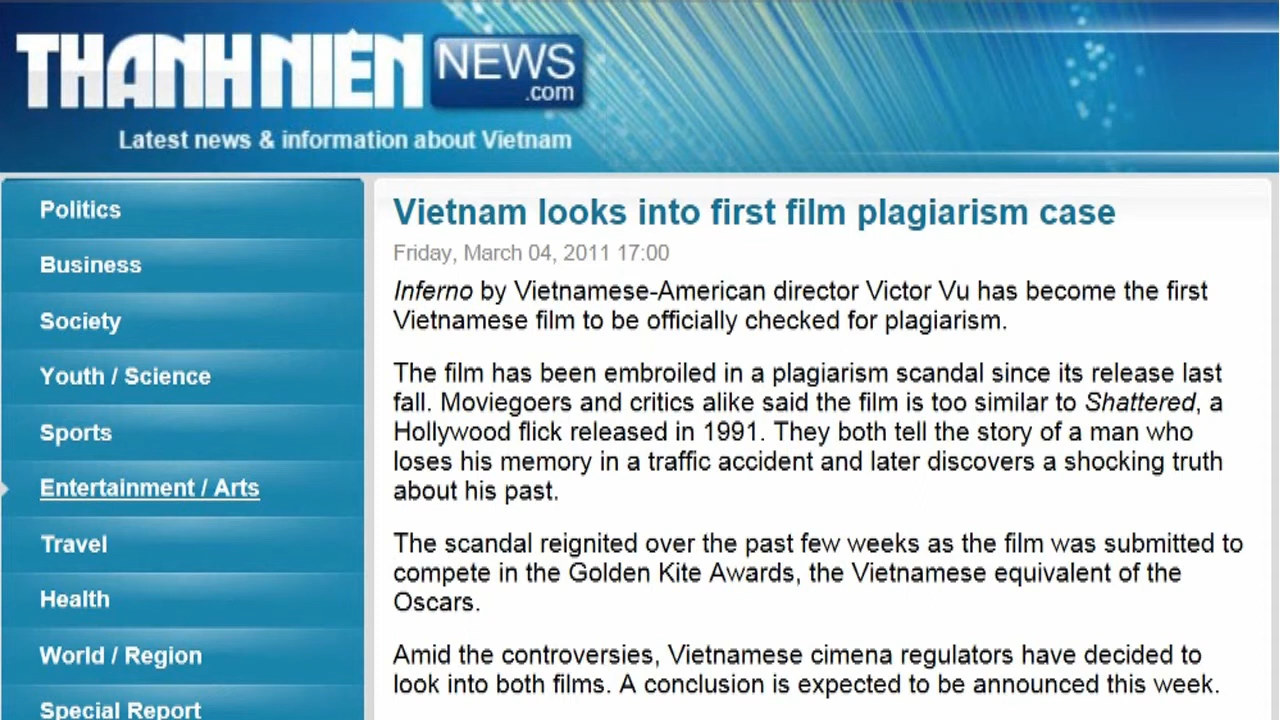 THANH NIÊN NEWS
.com
Latest news & information about Vietnam
Politics
Business
Society
Youth / Science
Sports
Entertainment / Arts
Travel
Health
World / Region
Special Report
Vietnam looks into first film plagiarism case
Friday, March 04, 2011 17:00
Inferno by Vietnamese-American director Victor Vu has become the first
Vietnamese film to be officially checked for plagiarism.
The film has been embroiled in a plagiarism scandal since its release last
fall. Moviegoers and critics alike said the film is too similar to Shattered, a
Hollywood flick released in 1991. They both tell the story of a man who
loses his memory in a traffic accident and later discovers a shocking truth
about his past.
The scandal reignited over the past few weeks as the film was submitted to
compete in the Golden Kite Awards, the Vietnamese equivalent of the
Oscars.
Amid the controversies, Vietnamese cimena regulators have decided to
look into both films. A conclusion is expected to be announced this week.